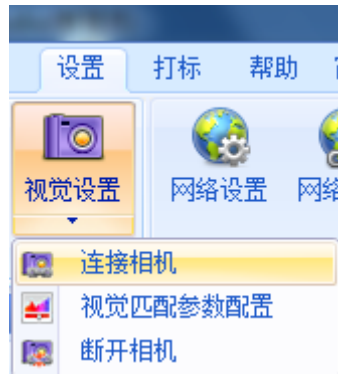 设置 打标 帮助
视觉设置 网络设置 网络
连接相机
视觉匹配参数配置
断开相机